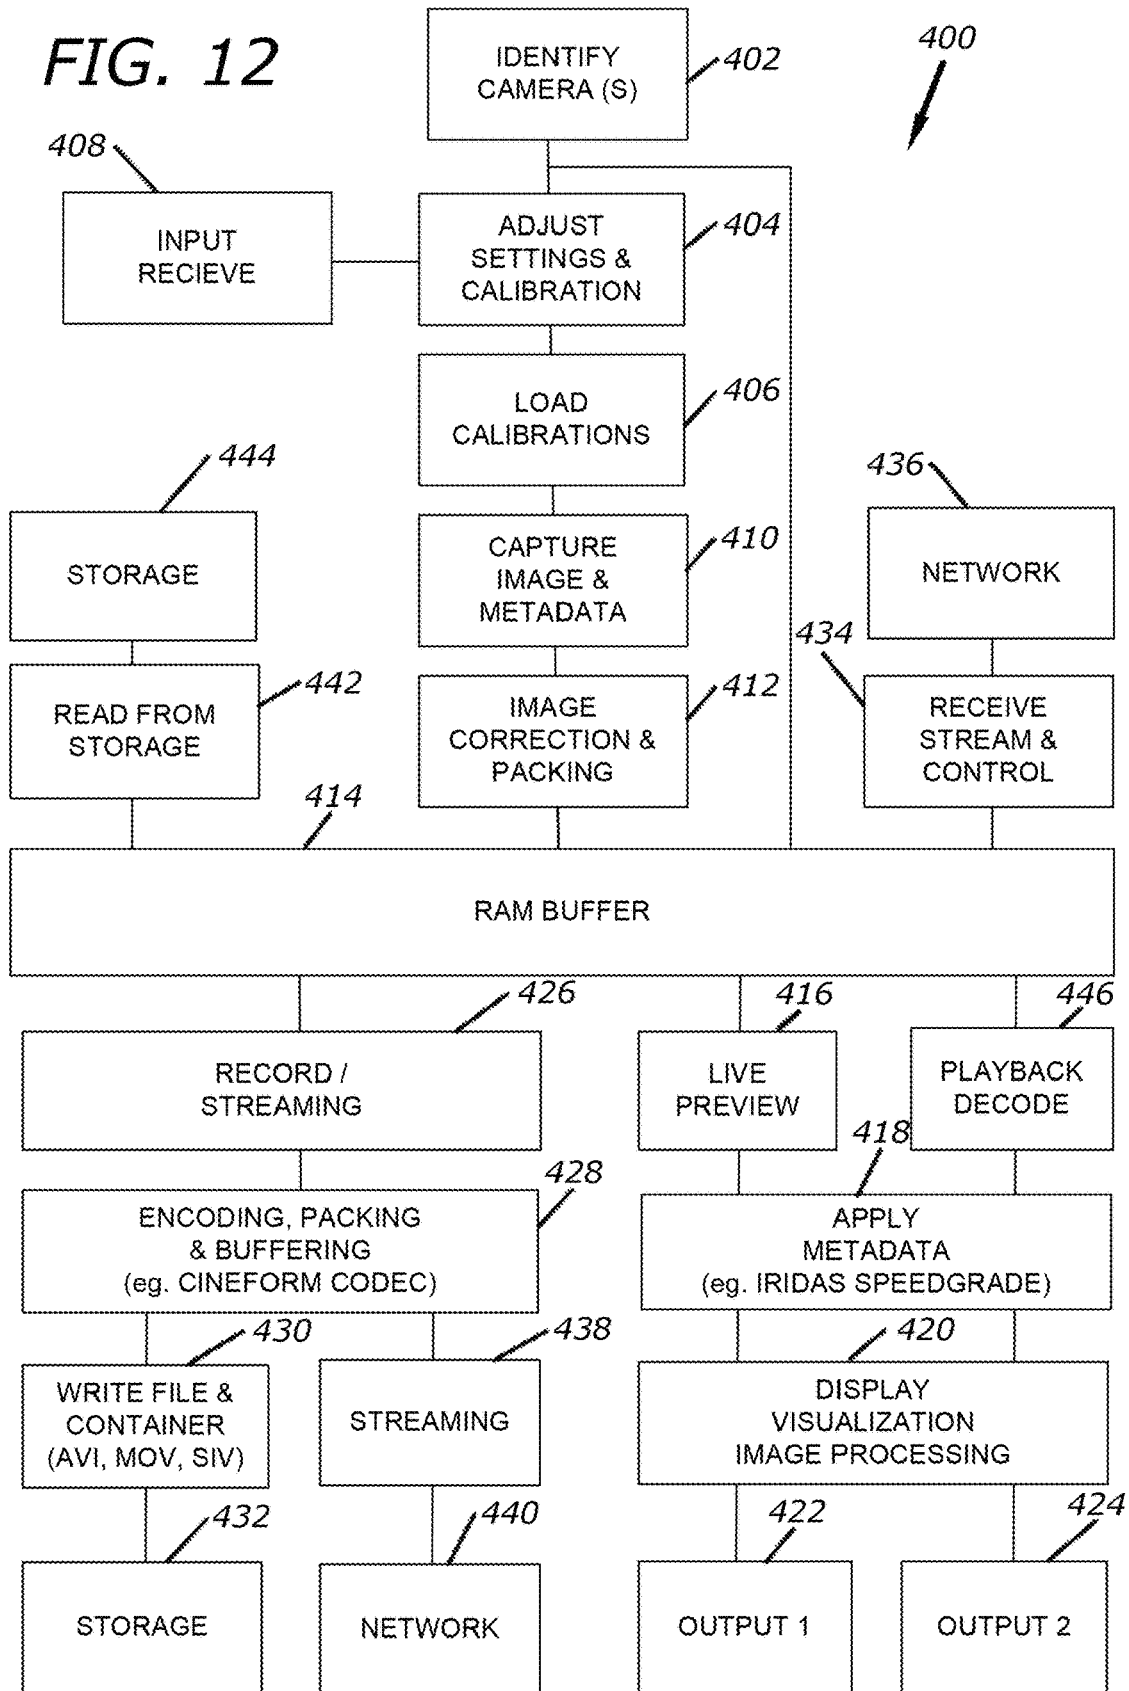 FIG. 12
400
IDENTIFY
CAMERA (S)
402
408
INPUT
RECIEVE
ADJUST
SETTINGS &
CALIBRATION
404
LOAD
CALIBRATIONS
406
444
STORAGE
CAPTURE
IMAGE &
METADATA
410
436
NETWORK
442
READ FROM
STORAGE
IMAGE
CORRECTION &
PACKING
412
434
RECEIVE
STREAM &
CONTROL
414
RAM BUFFER
426
RECORD /
STREAMING
416
LIVE
PREVIEW
446
PLAYBACK
DECODE
428
ENCODING, PACKING
& BUFFERING
(eg. CINEFORM CODEC)
418
APPLY
METADATA
(eg. IRIDAS SPEEDGRADE)
430
WRITE FILE &
CONTAINER
(AVI, MOV, SIV)
438
STREAMING
420
DISPLAY
VISUALIZATION
IMAGE PROCESSING
432
STORAGE
440
NETWORK
422
OUTPUT 1
424
OUTPUT 2